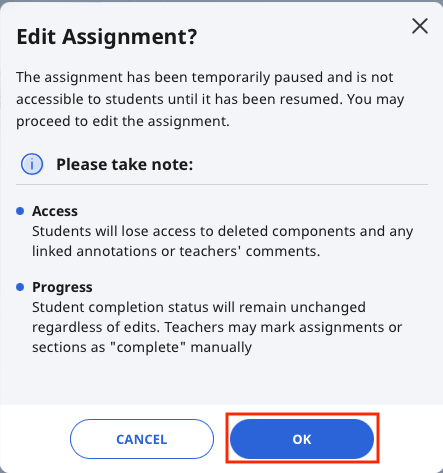 Edit Assignment?
The assignment has been temporarily paused and is not
accessible to students until it has been resumed. You may
proceed to edit the assignment.
Please take note:
Access
Students will lose access to deleted components and any
linked annotations or teachers' comments.
Progress
Student completion status will remain unchanged
regardless of edits. Teachers may mark assignments or
sections as "complete" manually
CANCEL
OK